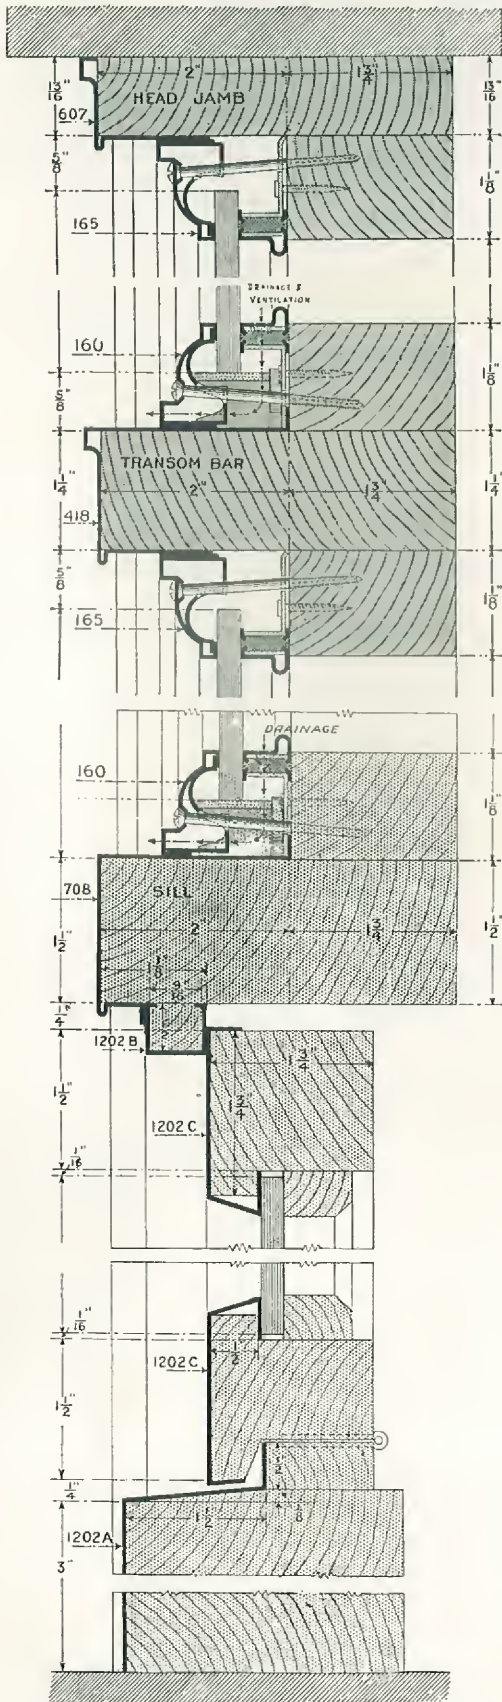 2" 1 3/4"
13/16" 13/16"
HEAD JAMB
607
5/8" 1 1/8"
165
DRAINAGE &
VENTILATION
160
5/8" 1 1/8"
TRANSOM BAR
1 1/4" 2" 1 3/4" 1 1/4"
418
5/8" 1 1/8"
165
DRAINAGE
160
1 1/8"
708
SILL
2" 1 3/4"
1 1/2" 1 1/2"
1 1/8"
9/16"
1/4"
1/2"
1202B
1 3/4"
1 1/2" 1 3/4"
1202C
1/16"
1/16"
1/2"
1202C
1 1/2"
1/2"
1/4"
1 1/2" 1/8"
1202A
3"